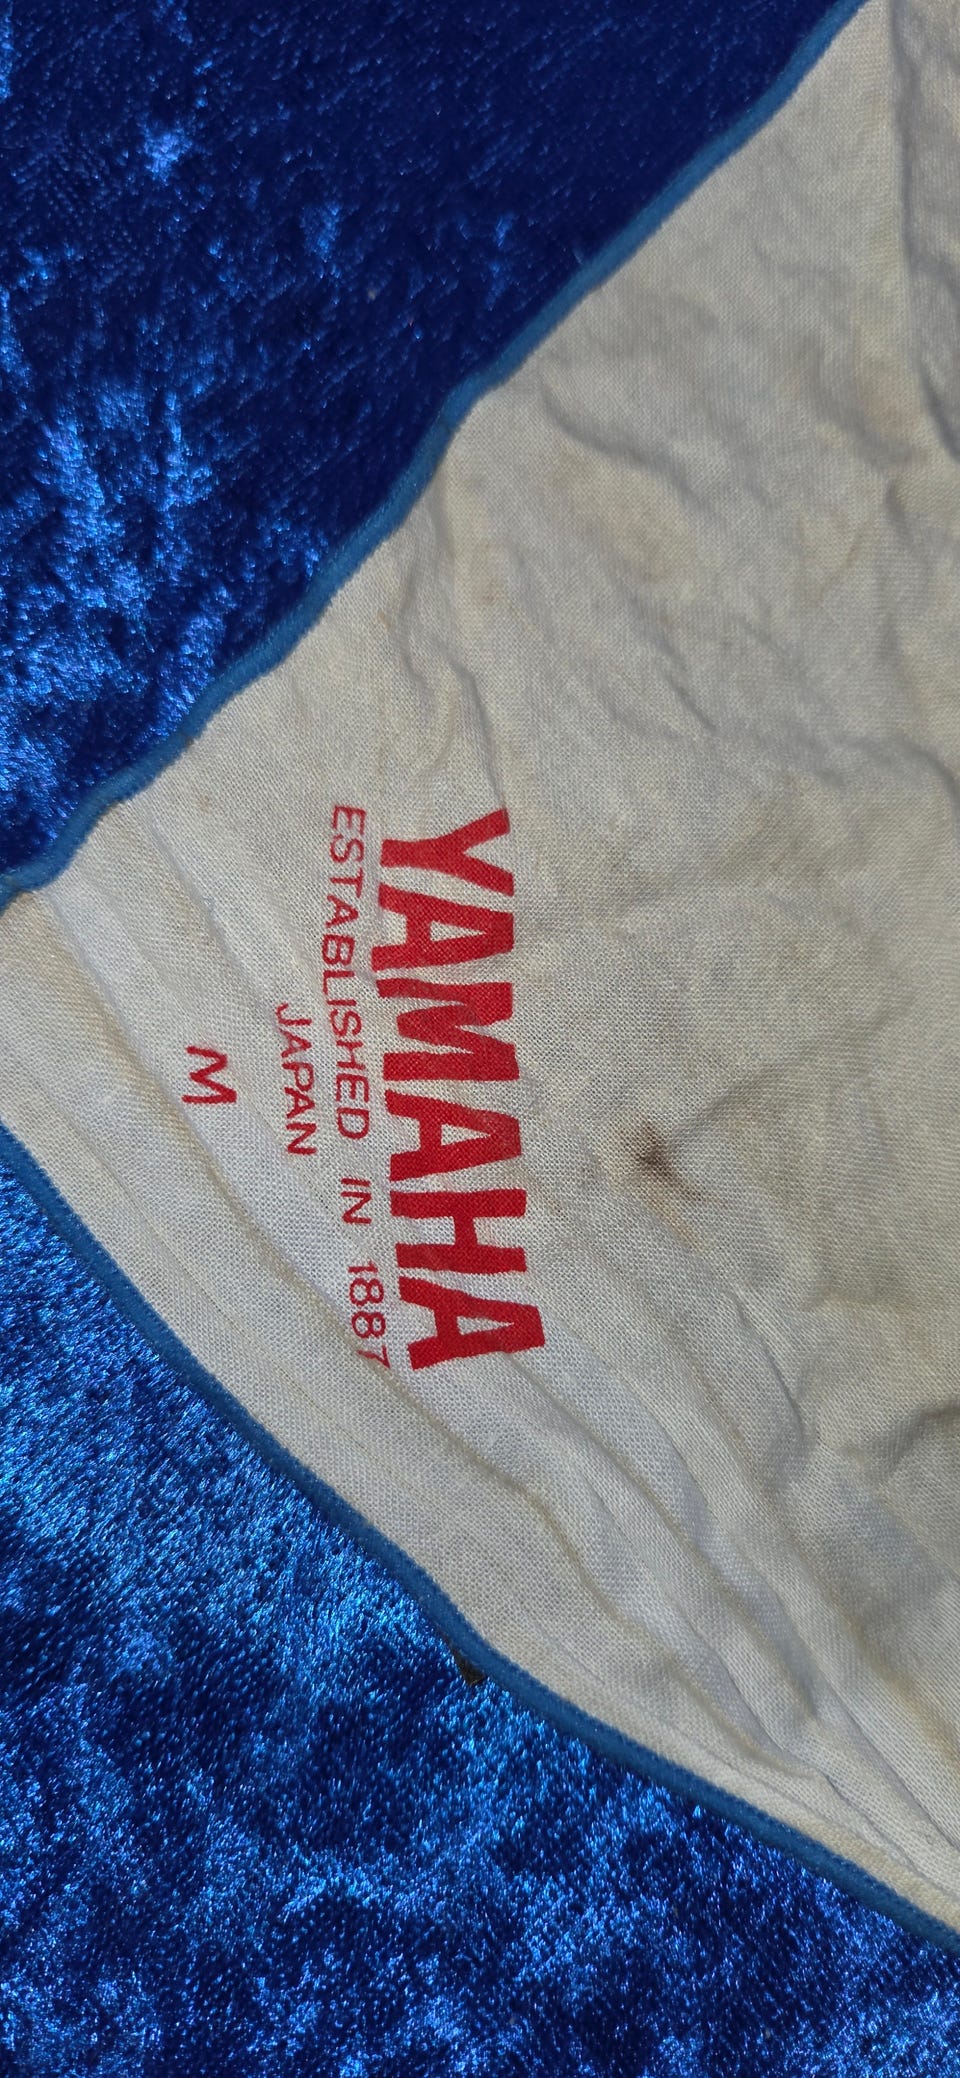 YAMAHA
ESTABLISHED IN 1887
JAPAN
M